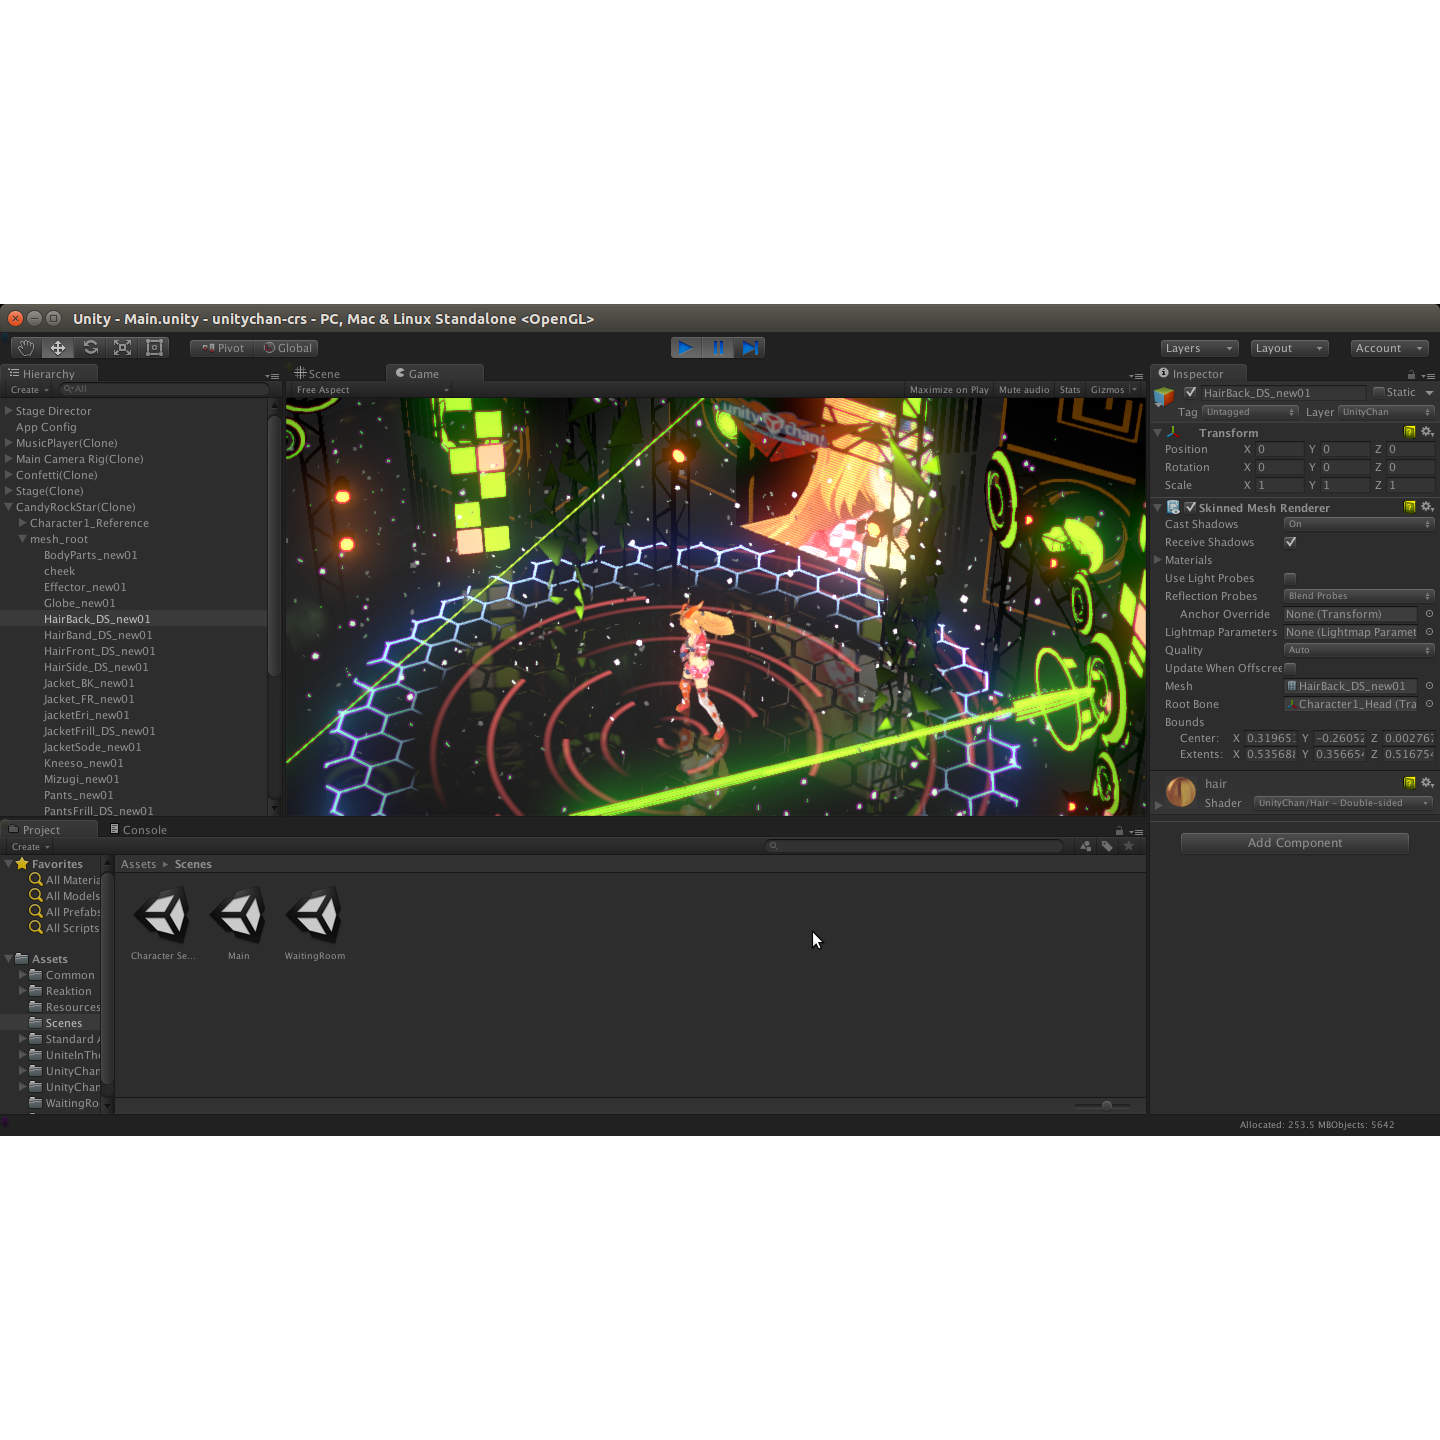 Unity - Main.unity - unitychan-crs - PC, Mac & Linux Standalone <OpenGL>
Pivot Global Layers Layout Account
Hierarchy
Create All
Stage Director
App Config
MusicPlayer(Clone)
Main Camera Rig(Clone)
Confetti(Clone)
Stage(Clone)
CandyRockStar(Clone)
Character1_Reference
mesh_root
BodyParts_new01
cheek
Effector_new01
Globe_new01
HairBack_DS_new01
HairBand_DS_new01
HairFront_DS_new01
HairSide_DS_new01
Jacket_BK_new01
Jacket_FR_new01
jacketEri_new01
JacketFrill_DS_new01
JacketSode_new01
Kneeso_new01
Mizugi_new01
Pants_new01
PantsFrill_DS_new01
Scene Game
Free Aspect Maximize on Play Mute audio Stats Gizmos
unity chan!
Inspector
HairBack_DS_new01 Static
Tag Untagged Layer UnityChan
Transform
Position X 0 Y 0 Z 0
Rotation X 0 Y 0 Z 0
Scale X 1 Y 1 Z 1
Skinned Mesh Renderer
Cast Shadows On
Receive Shadows
Materials
Use Light Probes
Reflection Probes Blend Probes
Anchor Override None (Transform)
Lightmap Parameters None (Lightmap Paramet
Quality Auto
Update When Offscree
Mesh HairBack_DS_new01
Root Bone Character1_Head (Tra
Bounds
Center: X 0.31965 Y -0.26052 Z 0.00276
Extents: X 0.53568 Y 0.35665 Z 0.51675
hair
Shader UnityChan/Hair - Double-sided
Add Component
Project Console
Create
Favorites
All Materia
All Models
All Prefabs
All Scripts
Assets
Common
Reaktion
Resources
Scenes
Standard A
UniteInThe
UnityChan
UnityChan
WaitingRo
Assets Scenes
Character Se... Main WaitingRoom
Allocated: 253.5 MBObjects: 5642